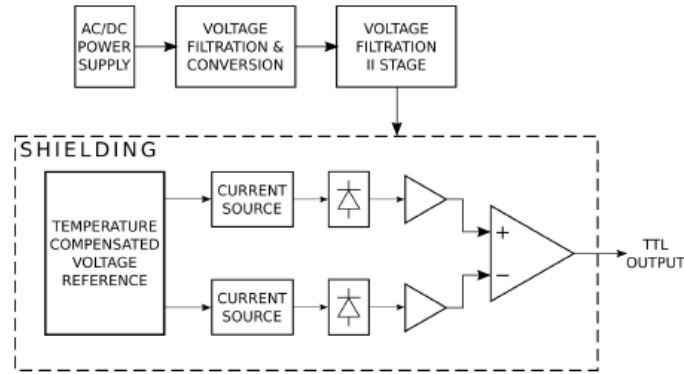 AC/DC
POWER
SUPPLY
VOLTAGE
FILTRATION &
CONVERSION
VOLTAGE
FILTRATION
II STAGE
SHIELDING
TEMPERATURE
COMPENSATED
VOLTAGE
REFERENCE
CURRENT
SOURCE
CURRENT
SOURCE
+
−
TTL
OUTPUT